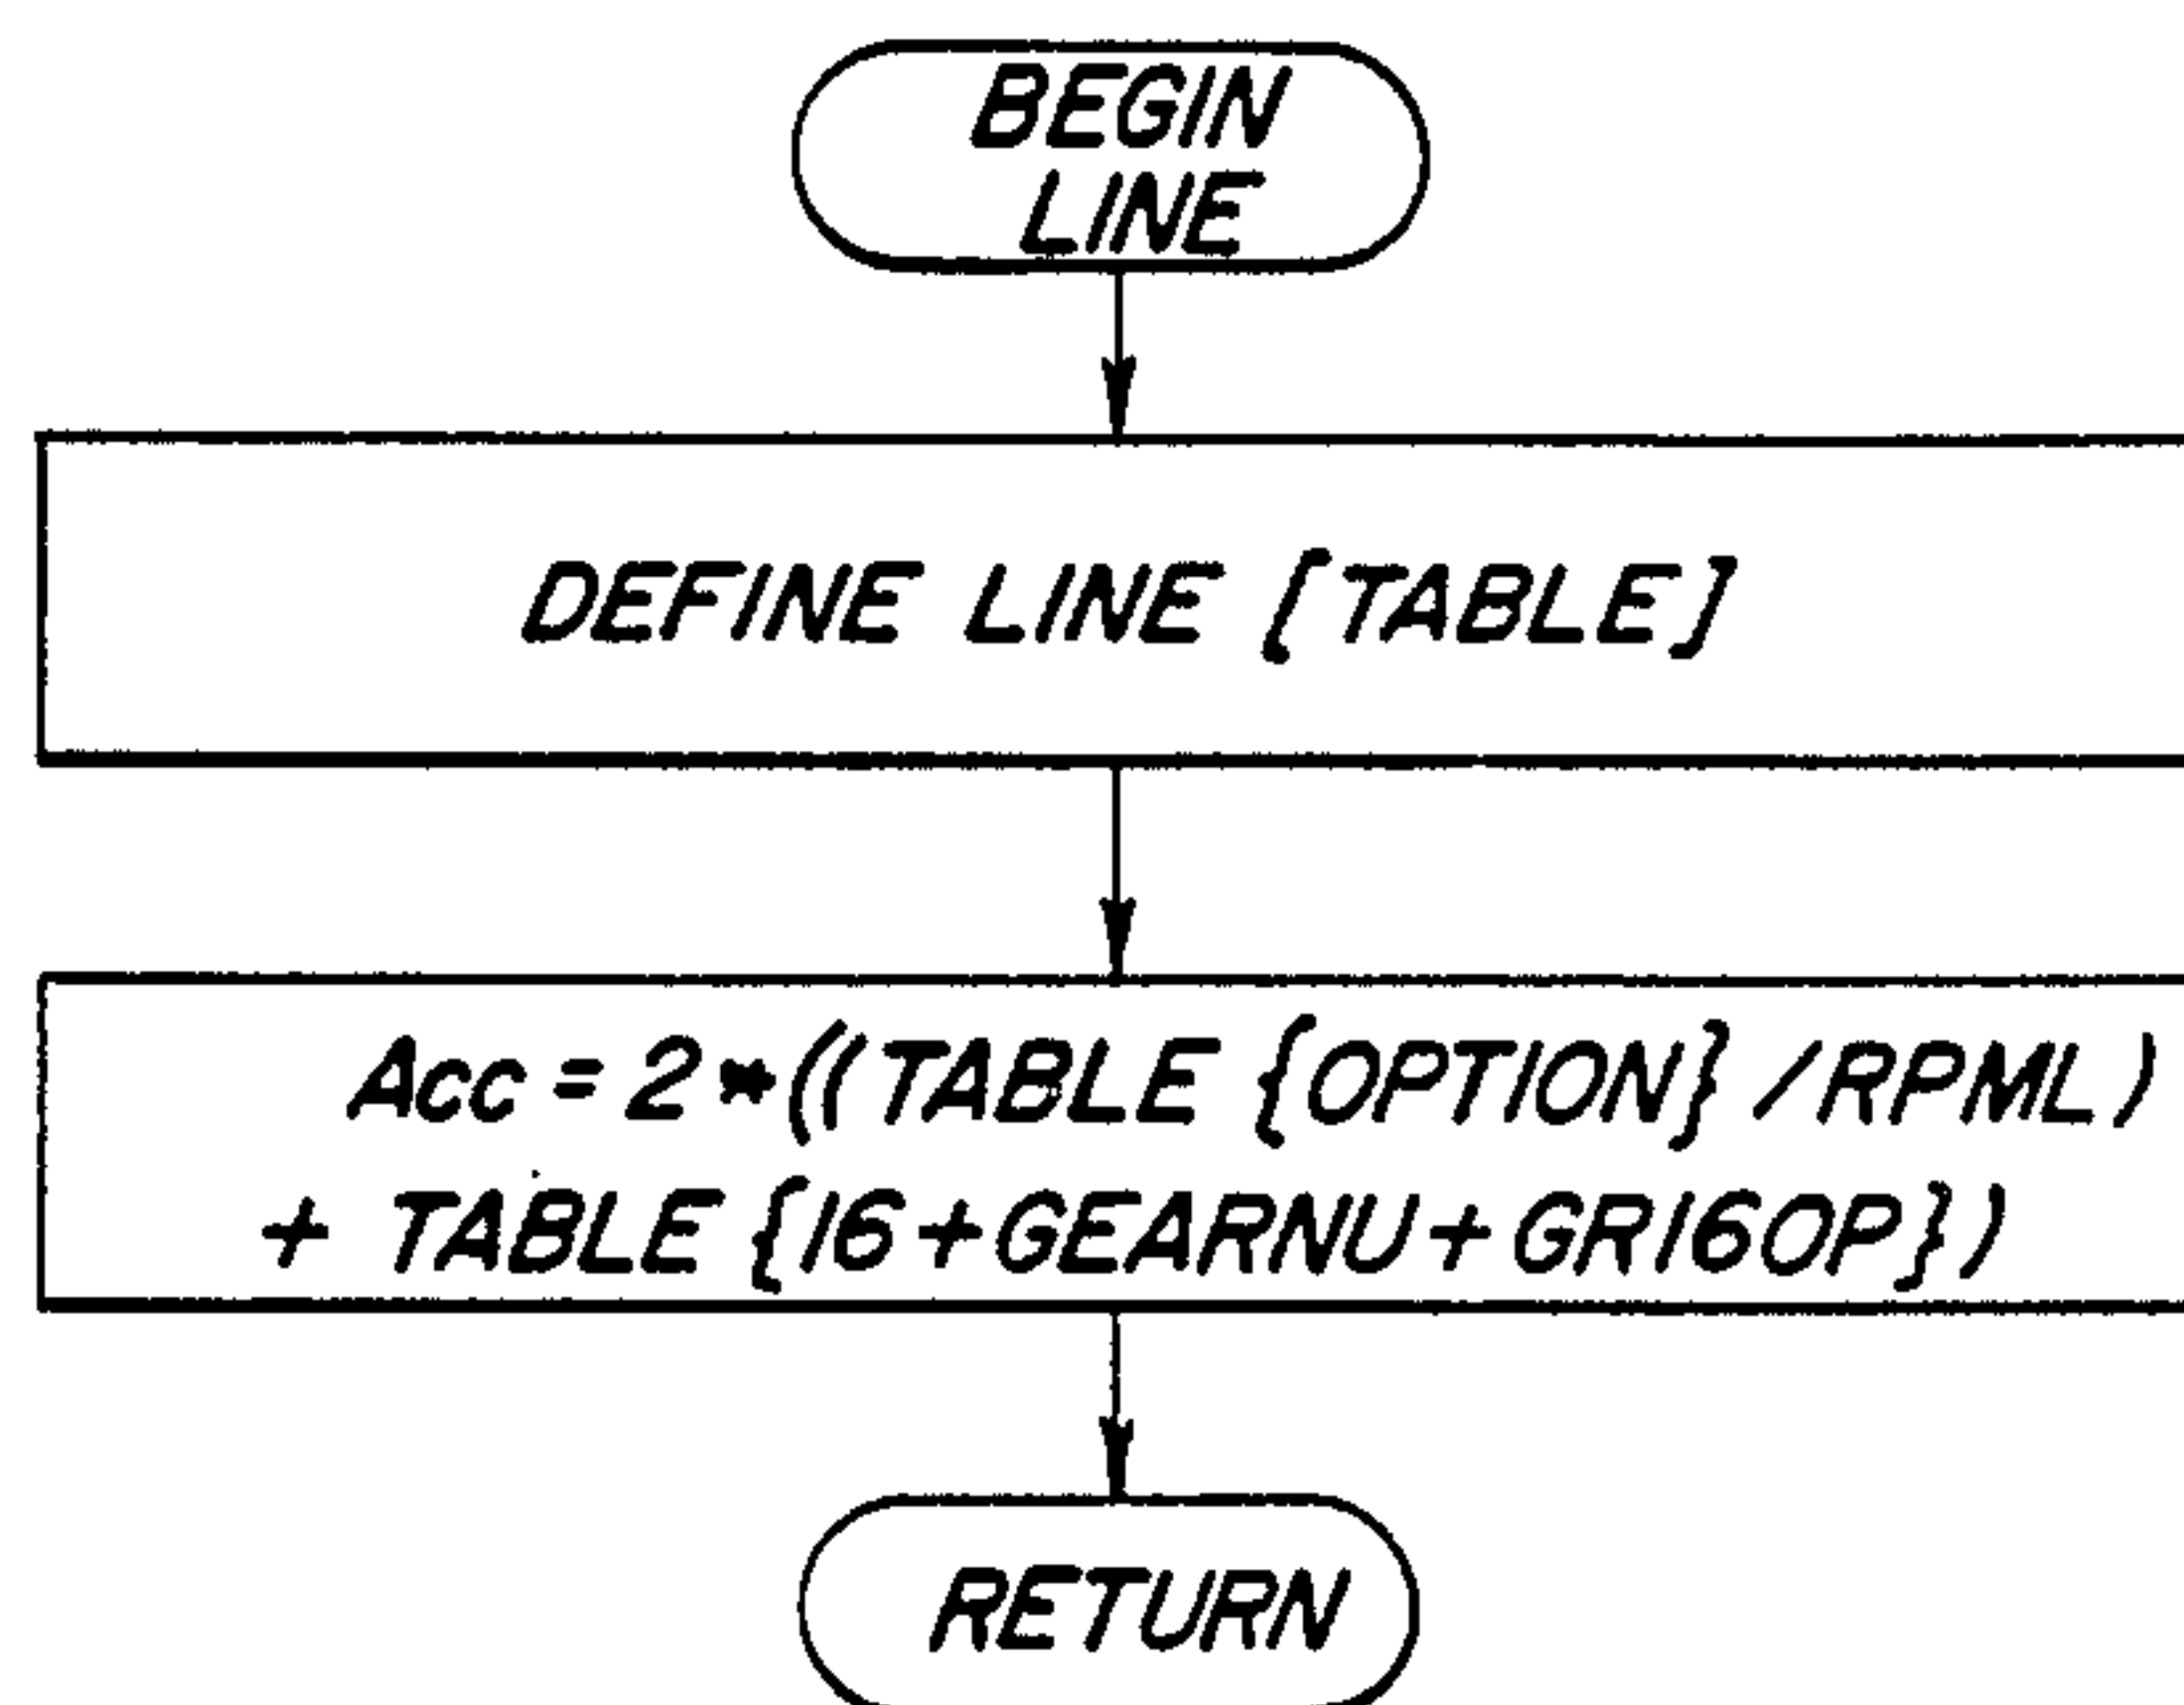 BEGIN
LINE
DEFINE LINE [TABLE]
Acc = 2*((TABLE {OPTION} /RPML)
+ TABLE {16+GEARNU+GR16OP})
RETURN